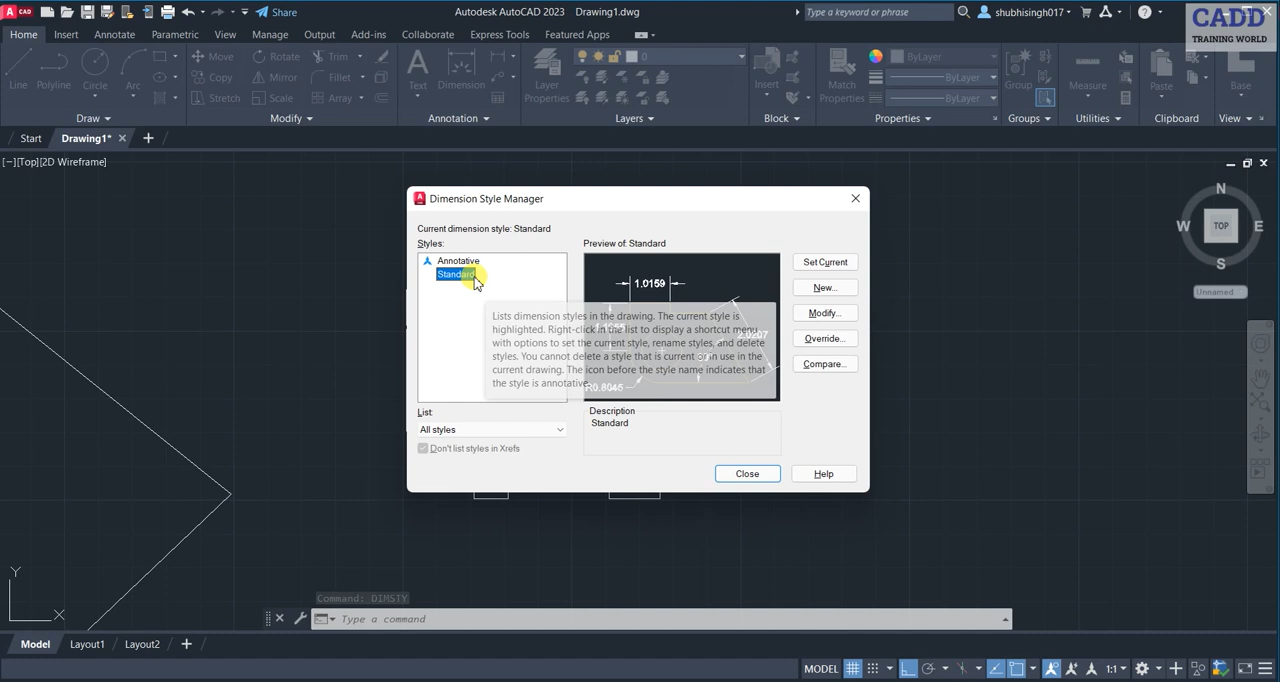 CAD
Share
Autodesk AutoCAD 2023 Drawing1.dwg
Type a keyword or phrase
shubhisingh017
CADD
TRAINING WORLD
Home Insert Annotate Parametric View Manage Output Add-ins Collaborate Express Tools Featured Apps
Line Polyline Circle Arc
Move Rotate Trim
Copy Mirror Fillet
Stretch Scale Array
Text Dimension
Layer
Properties
0
Insert
Match
Properties
ByLayer
ByLayer
ByLayer
Group
Measure
Paste
Base
Draw Modify Annotation Layers Block Properties Groups Utilities Clipboard View
Start Drawing1* +
[−][Top][2D Wireframe]
N
W TOP E
S
Unnamed
Dimension Style Manager
Current dimension style: Standard
Styles: Preview of: Standard
Annotative
Standard
1.0159
2.0207
R0.8045
Lists dimension styles in the drawing. The current style is
highlighted. Right-click in the list to display a shortcut menu
with options to set the current style, rename styles, and delete
styles. You cannot delete a style that is current or in use in the
current drawing. The icon before the style name indicates that
the style is annotative.
Set Current
New...
Modify...
Override...
Compare...
List:
All styles
Don't list styles in Xrefs
Description
Standard
Close Help
Y
X
Command: DIMSTY
Type a command
Model Layout1 Layout2 +
MODEL 1:1